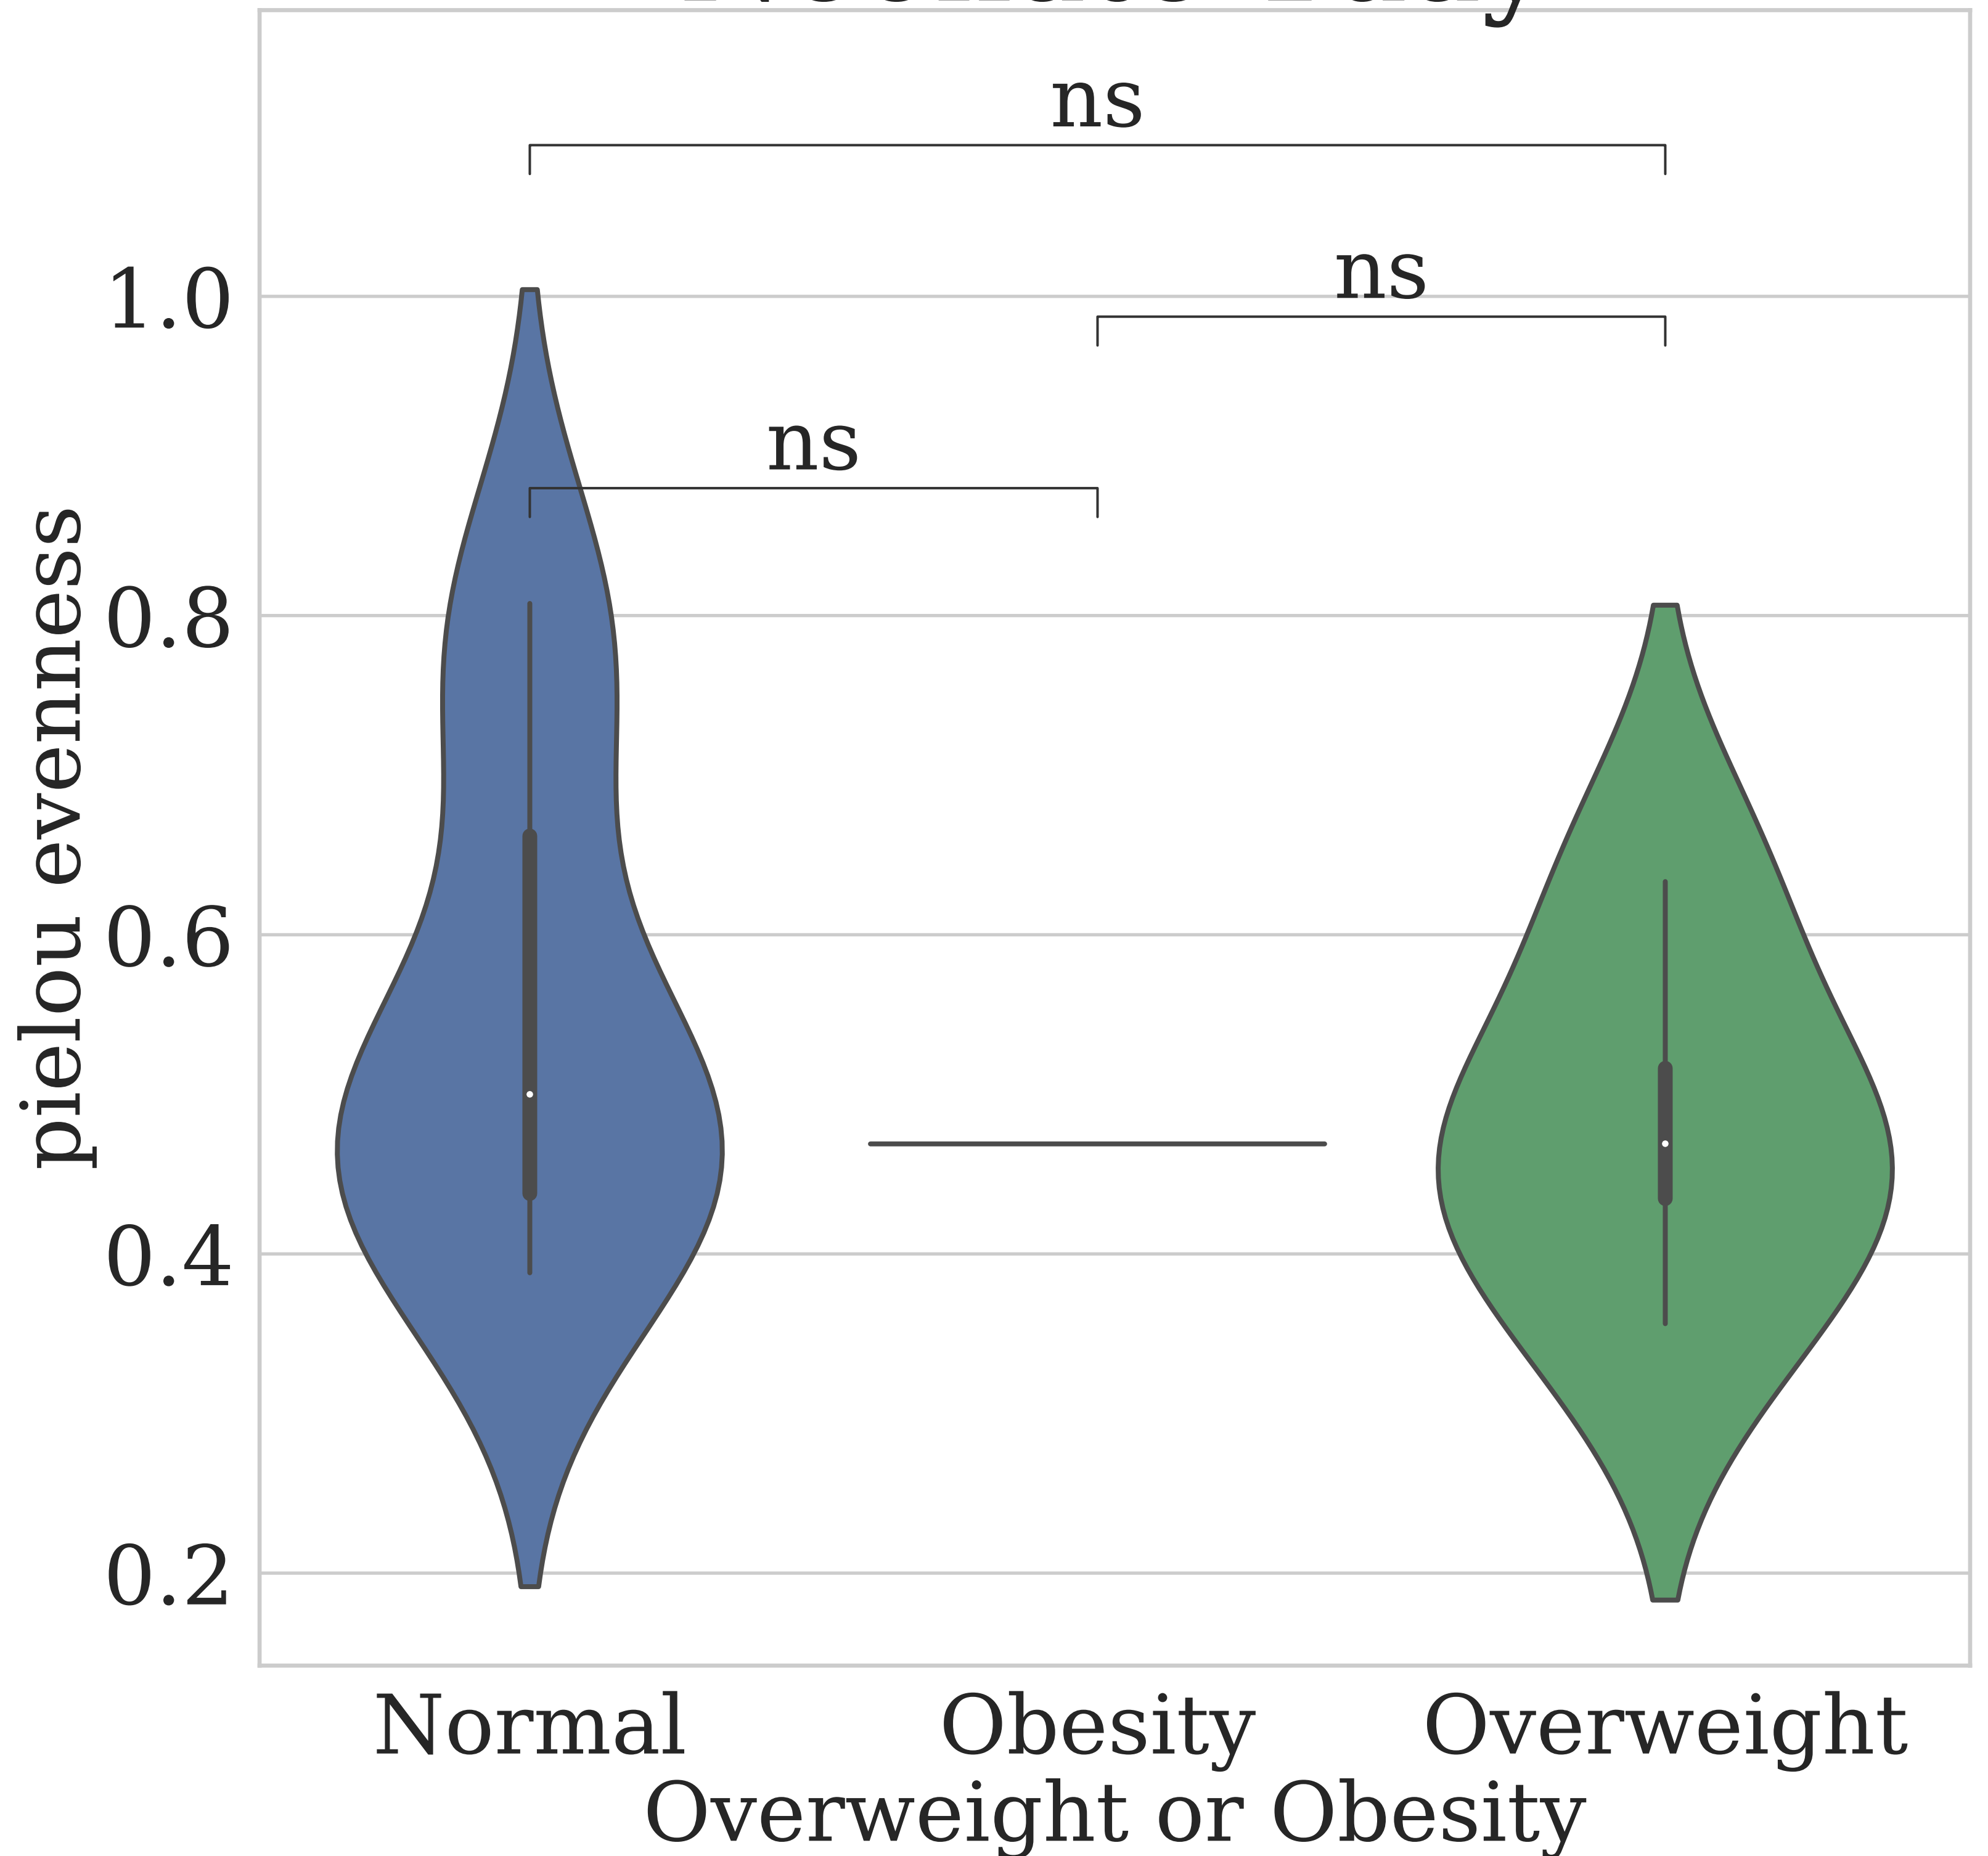 ns
ns
ns
1.0
0.8
0.6
0.4
0.2
pielou evenness
Normal Obesity Overweight
Overweight or Obesity